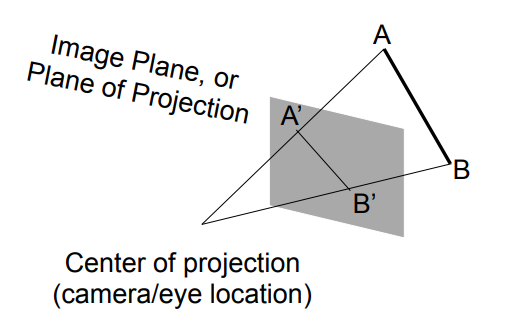 Image Plane, or
Plane of Projection
A
A’
B
B’
Center of projection
(camera/eye location)